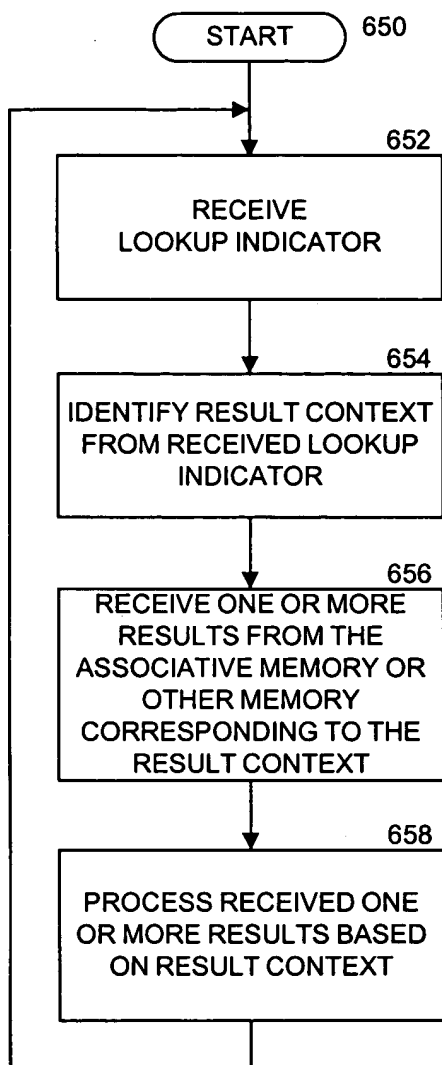 START
650
652
RECEIVE
LOOKUP INDICATOR
654
IDENTIFY RESULT CONTEXT
FROM RECEIVED LOOKUP
INDICATOR
656
RECEIVE ONE OR MORE
RESULTS FROM THE
ASSOCIATIVE MEMORY OR
OTHER MEMORY
CORRESPONDING TO THE
RESULT CONTEXT
658
PROCESS RECEIVED ONE
OR MORE RESULTS BASED
ON RESULT CONTEXT